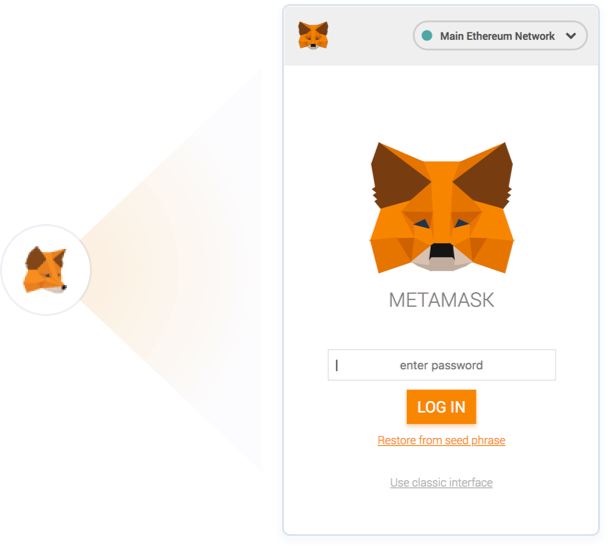 Main Ethereum Network
METAMASK
enter password
LOG IN
Restore from seed phrase
Use classic interface